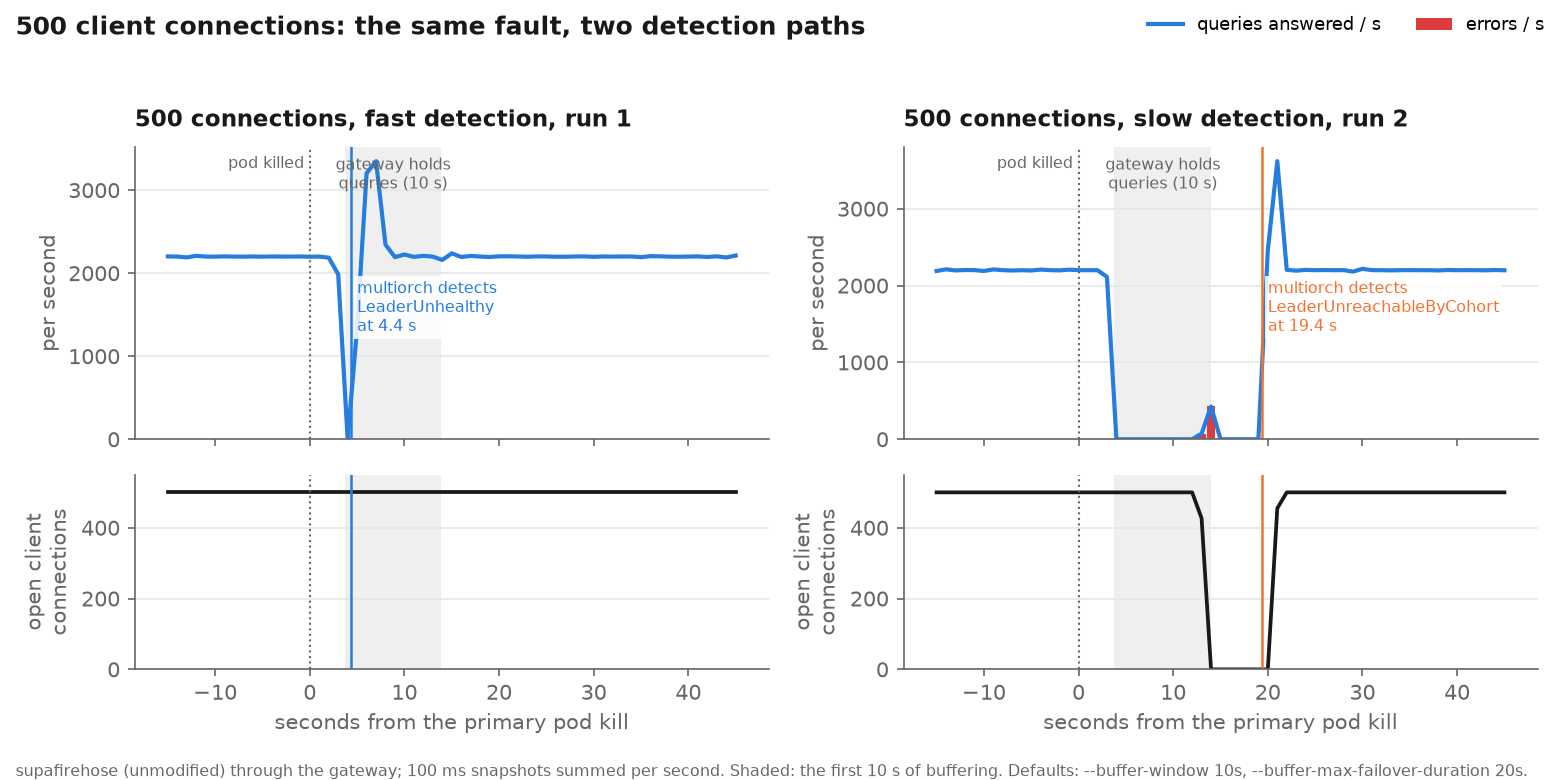 500 client connections: the same fault, two detection paths
queries answered / s
errors / s
500 connections, fast detection, run 1
pod killed
gateway holds
queries (10 s)
3000
2000
1000
0
per second
multiorch detects
LeaderUnhealthy
at 4.4 s
500 connections, slow detection, run 2
pod killed
gateway holds
queries (10 s)
3000
2000
1000
0
per second
multiorch detects
LeaderUnreachableByCohort
at 19.4 s
400
200
0
open client
connections
−10
0
10
20
30
40
seconds from the primary pod kill
400
200
0
open client
connections
−10
0
10
20
30
40
seconds from the primary pod kill
supafirehose (unmodified) through the gateway; 100 ms snapshots summed per second. Shaded: the first 10 s of buffering. Defaults: --buffer-window 10s, --buffer-max-failover-duration 20s.